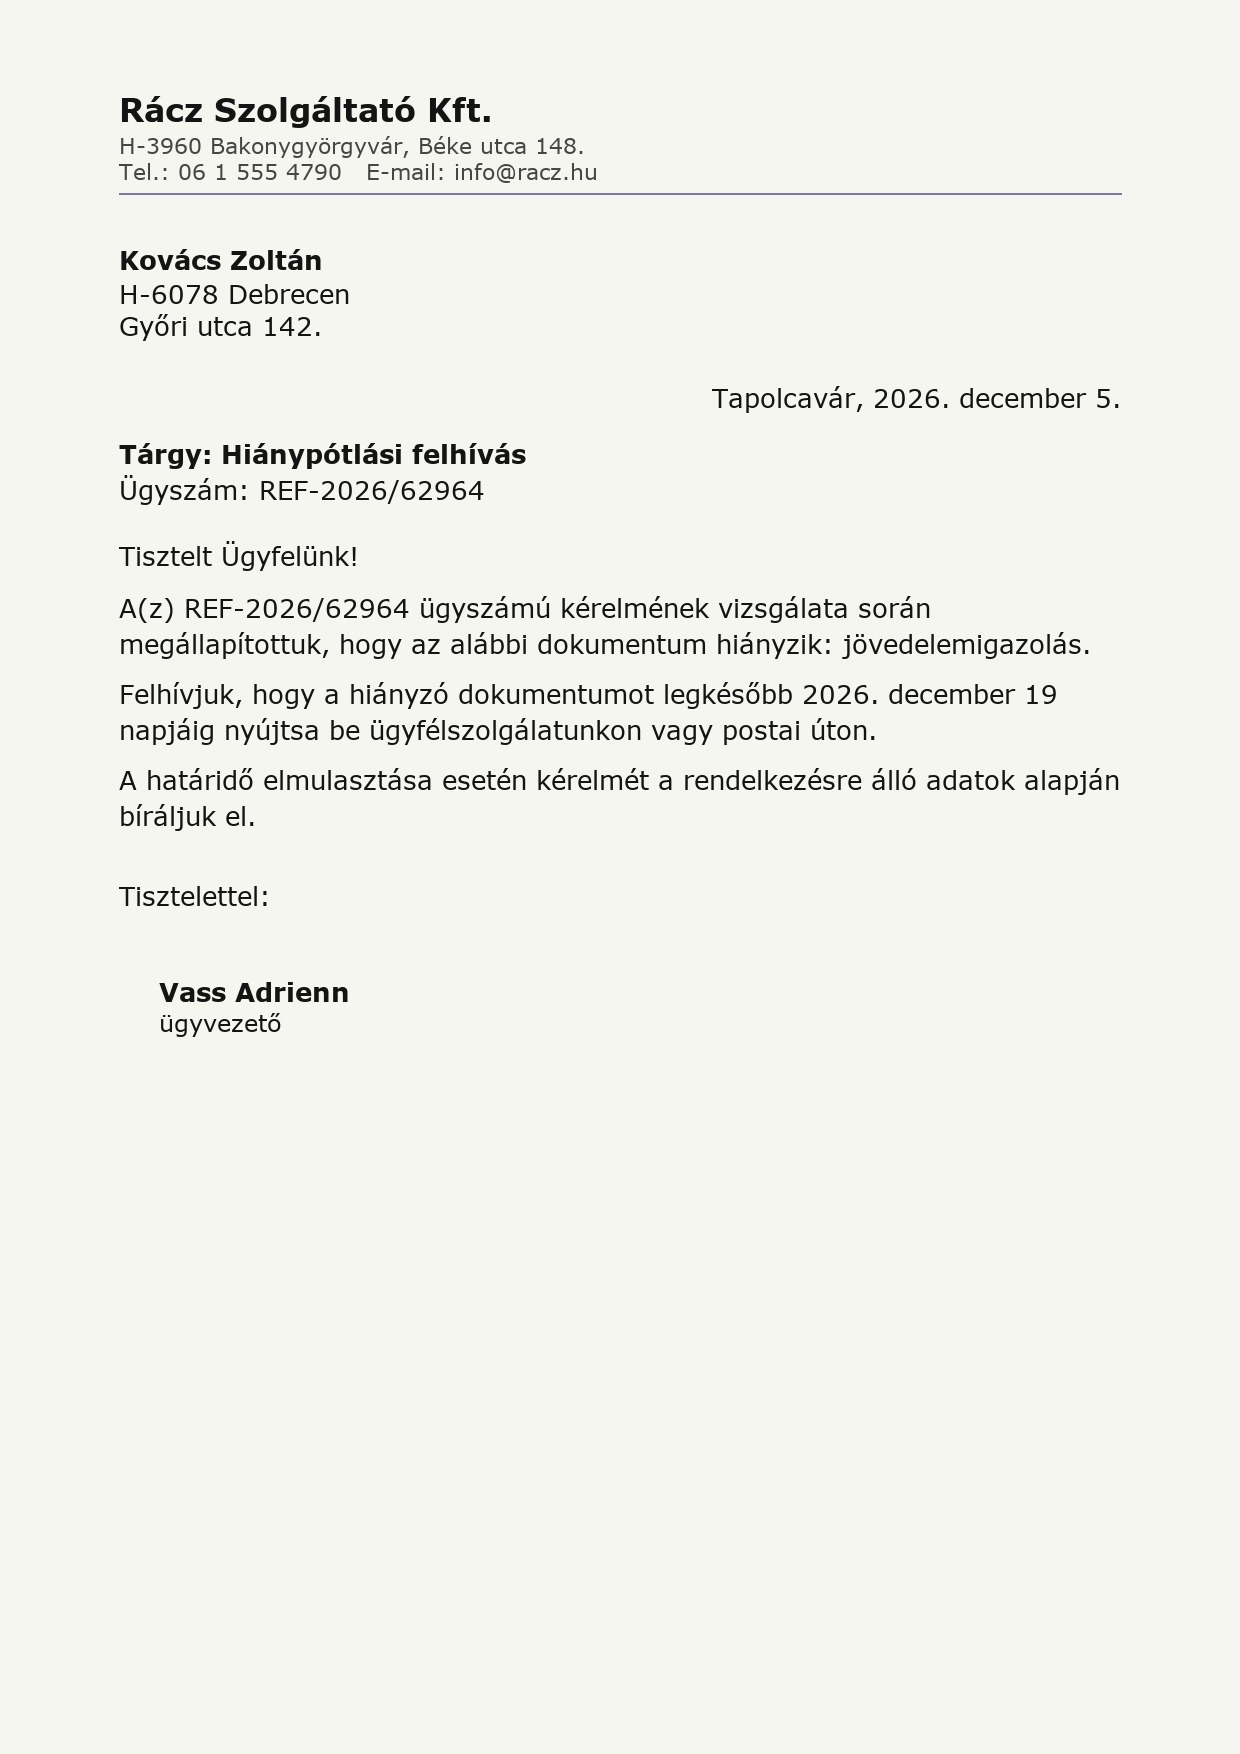 Rácz Szolgáltató Kft.
H-3960 Bakonygyörgyvár, Béke utca 148.
Tel.: 06 1 555 4790 E-mail: info@racz.hu
Kovács Zoltán
H-6078 Debrecen
Győri utca 142.
Tapolcavár, 2026. december 5.
Tárgy: Hiánypótlási felhívás
Ügyszám: REF-2026/62964
Tisztelt Ügyfelünk!
A(z) REF-2026/62964 ügyszámú kérelmének vizsgálata során
megállapítottuk, hogy az alábbi dokumentum hiányzik: jövedelemigazolás.
Felhívjuk, hogy a hiányzó dokumentumot legkésőbb 2026. december 19
napjáig nyújtsa be ügyfélszolgálatunkon vagy postai úton.
A határidő elmulasztása esetén kérelmét a rendelkezésre álló adatok alapján
bíráljuk el.
Tisztelettel:
Vass Adrienn
ügyvezető